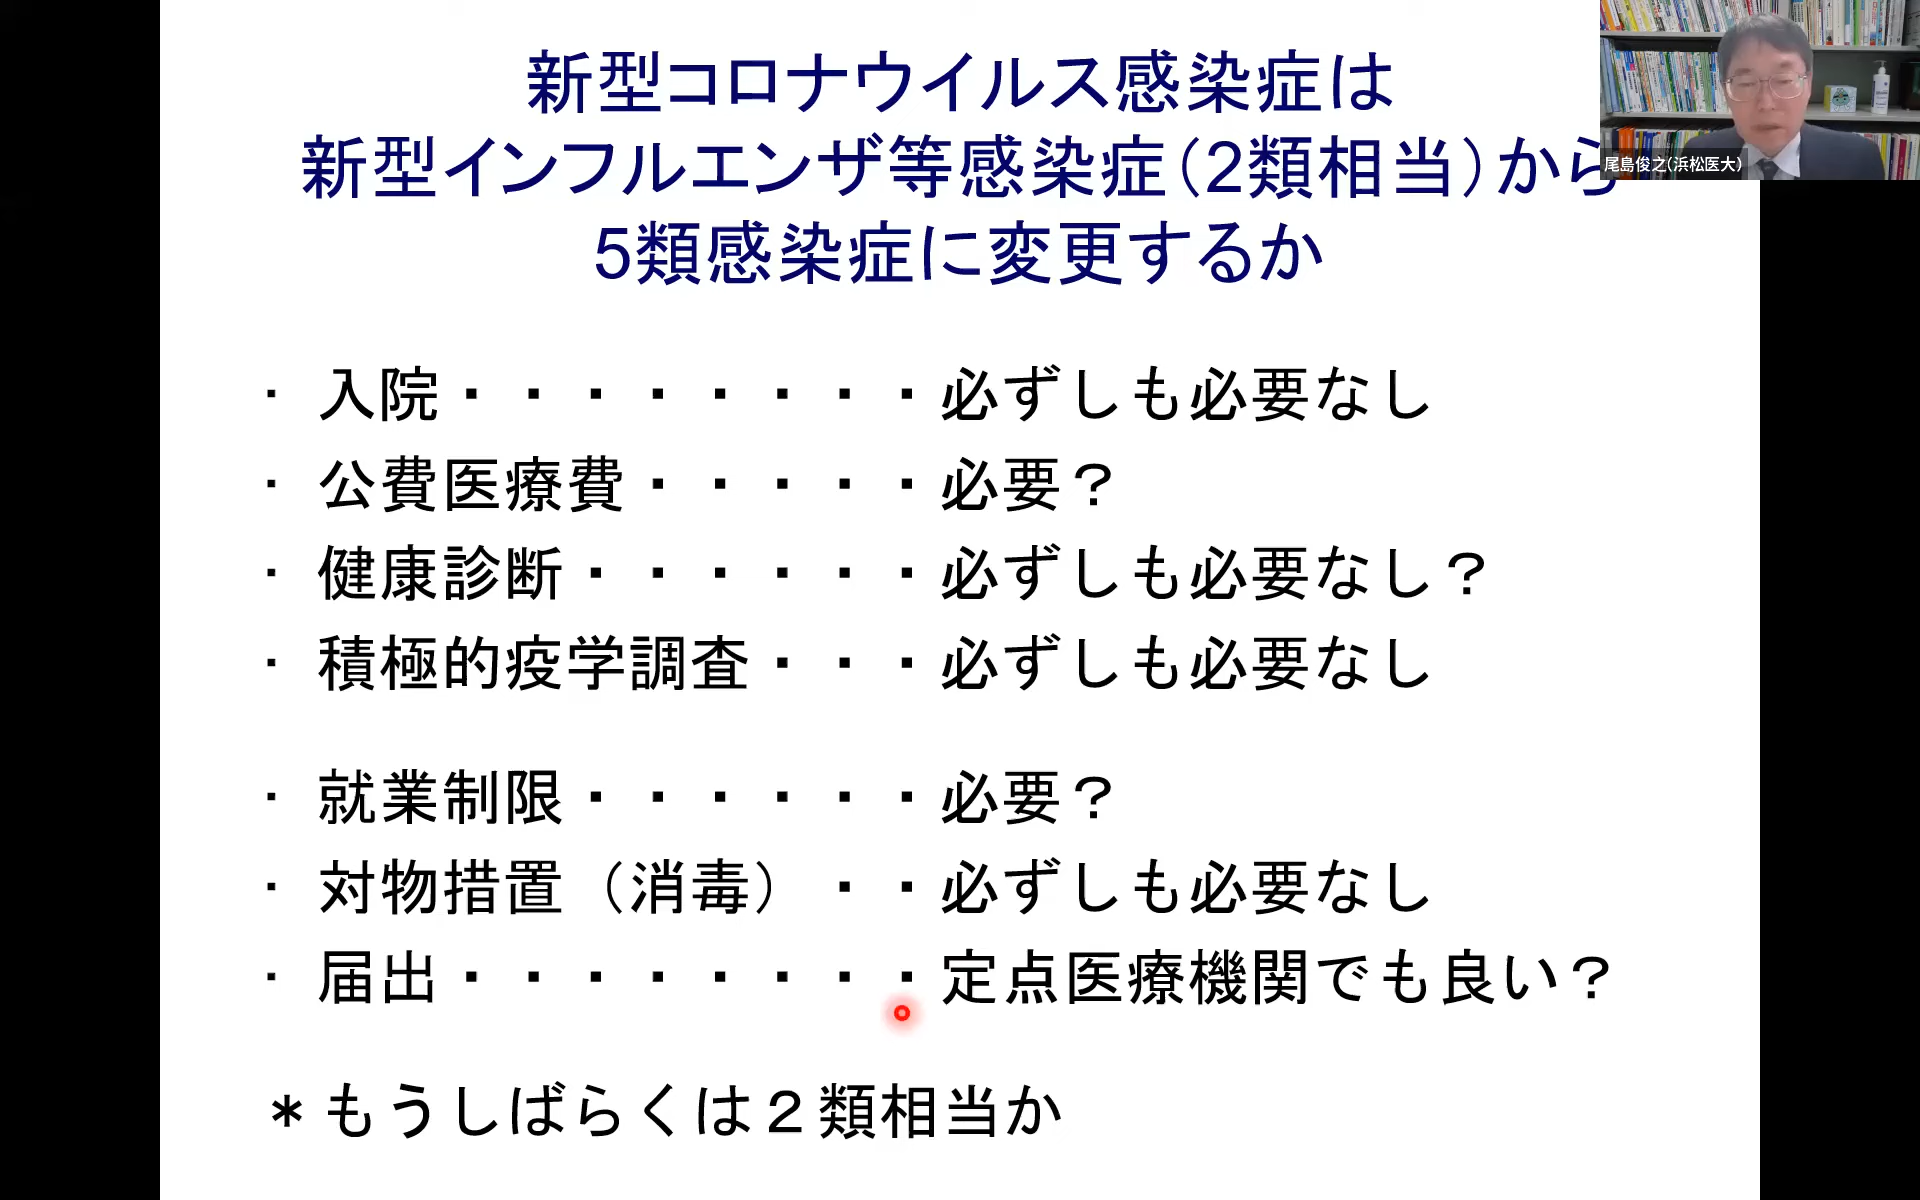 新型コロナウイルス感染症は
新型インフルエンザ等感染症(2類相当)から
5類感染症に変更するか
尾島俊之(浜松医大)
・ 入院・・・・・・・・必ずしも必要なし
・ 公費医療費・・・・・必要？
・ 健康診断・・・・・・必ずしも必要なし？
・ 積極的疫学調査・・・必ずしも必要なし
・ 就業制限・・・・・・必要？
・ 対物措置（消毒）・・必ずしも必要なし
・ 届出・・・・・・・・定点医療機関でも良い？
＊もうしばらくは２類相当か